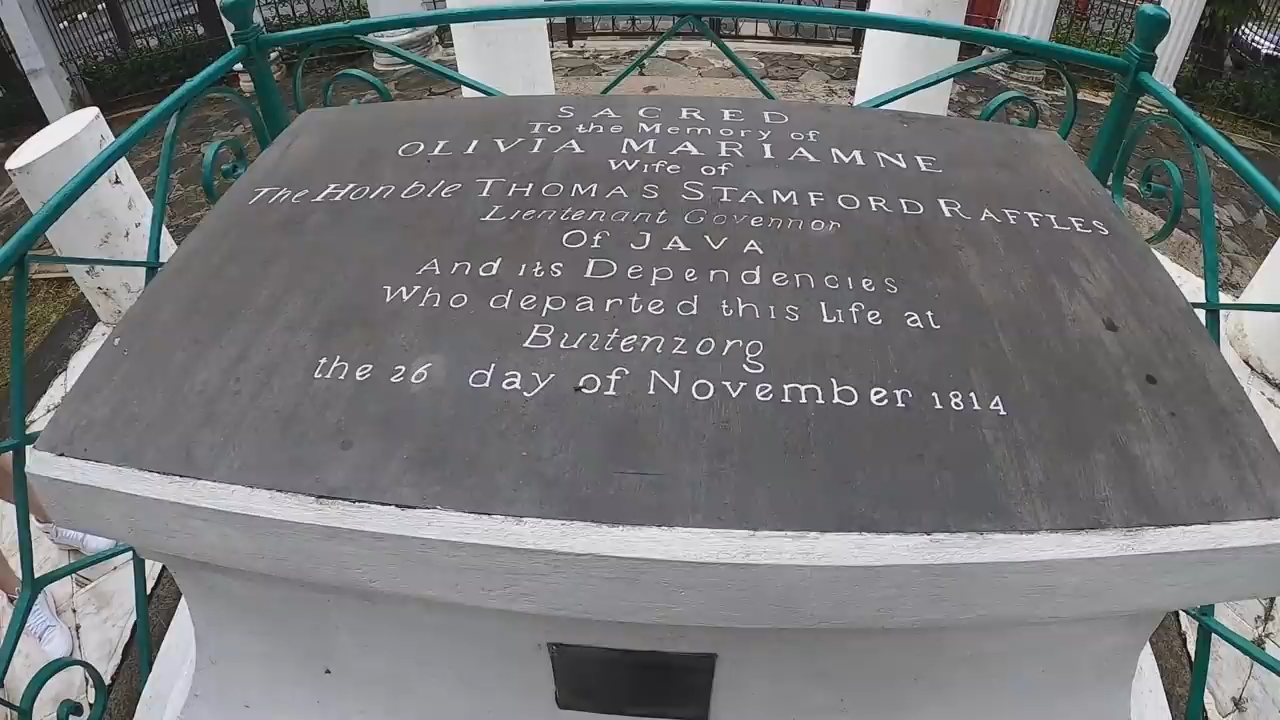 SACRED
To the Memory of
OLIVIA MARIAMNE
Wife of
The Honble THOMAS STAMFORD RAFFLES
Lientenant Govennor
Of JAVA
And its Dependencies
Who departed this Life at
Buitenzorg
the 26 day of November 1814